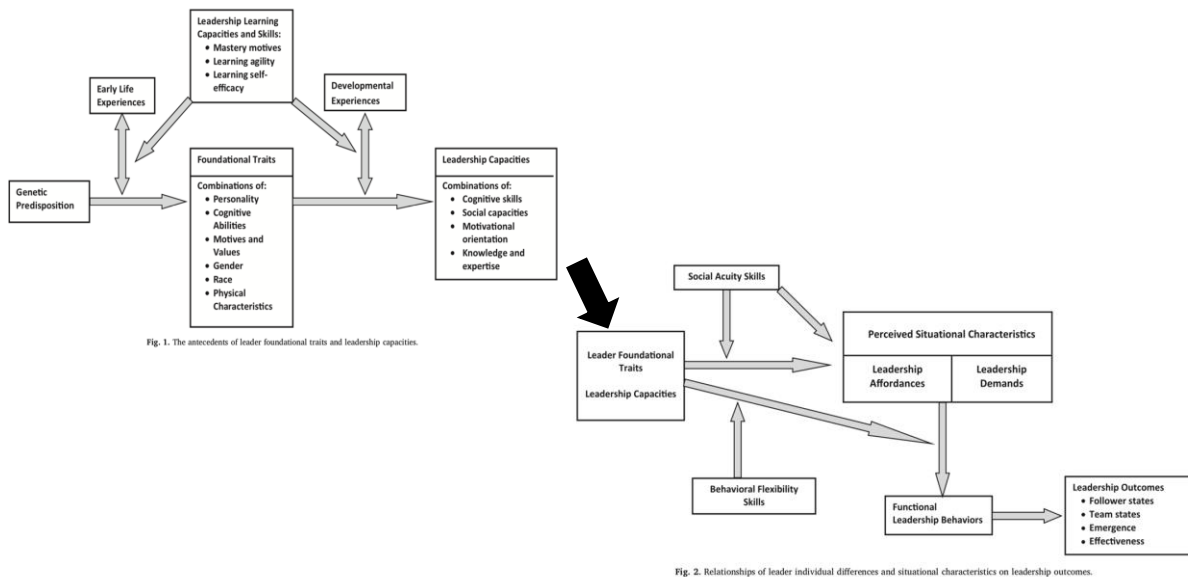 Leadership Learning
Capacities and Skills:
• Mastery motives
• Learning agility
• Learning self-
efficacy
Early Life
Experiences
Developmental
Experiences
Genetic
Predisposition
Foundational Traits
Combinations of:
• Personality
• Cognitive
Abilities
• Motives and
Values
• Gender
• Race
• Physical
Characteristics
Leadership Capacities
Combinations of:
• Cognitive skills
• Social capacities
• Motivational
orientation
• Knowledge and
expertise
Fig. 1. The antecedents of leader foundational traits and leadership capacities.
Social Acuity Skills
Leader Foundational
Traits
Leadership Capacities
Perceived Situational Characteristics
Leadership
Affordances
Leadership
Demands
Behavioral Flexibility
Skills
Functional
Leadership Behaviors
Leadership Outcomes
• Follower states
• Team states
• Emergence
• Effectiveness
Fig. 2. Relationships of leader individual differences and situational characteristics on leadership outcomes.